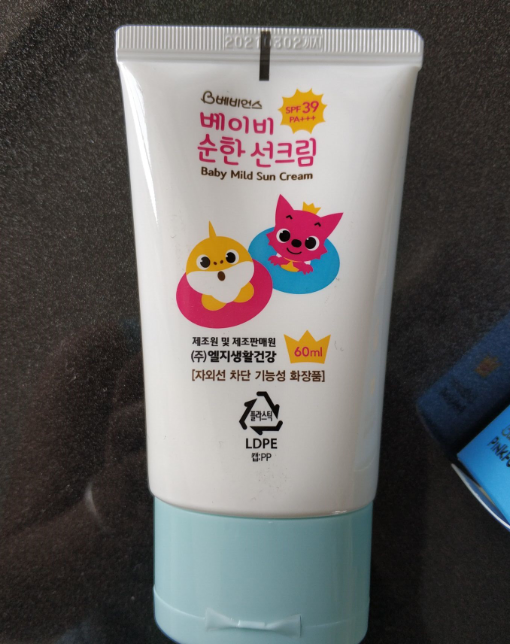 베비언스
SPF 39
PA+++
베이비
순한 선크림
Baby Mild Sun Cream
제조원 및 제조판매원
(주)엘지생활건강
60ml
[자외선 차단 기능성 화장품]
플라스틱
LDPE
캡:PP